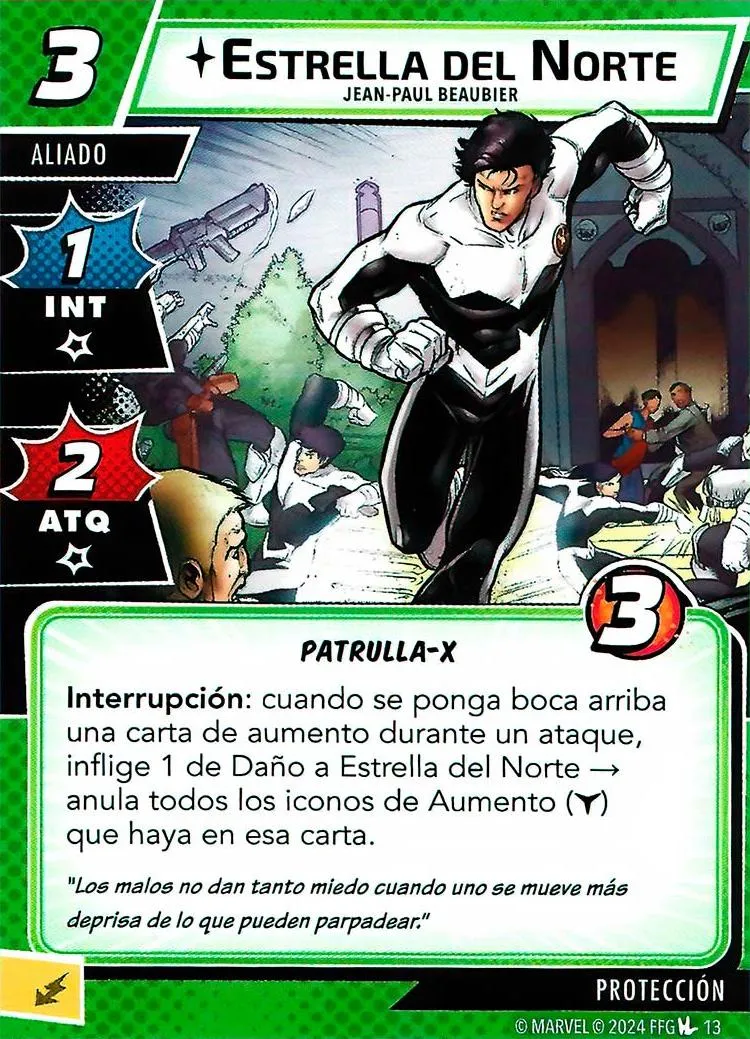 3
ESTRELLA DEL NORTE
JEAN-PAUL BEAUBIER
ALIADO
1
INT
2
ATQ
3
PATRULLA-X
Interrupción: cuando se ponga boca arriba
una carta de aumento durante un ataque,
inflige 1 de Daño a Estrella del Norte →
anula todos los iconos de Aumento ( )
que haya en esa carta.
"Los malos no dan tanto miedo cuando uno se mueve más
deprisa de lo que pueden parpadear."
PROTECCIÓN
© MARVEL © 2024 FFG 13